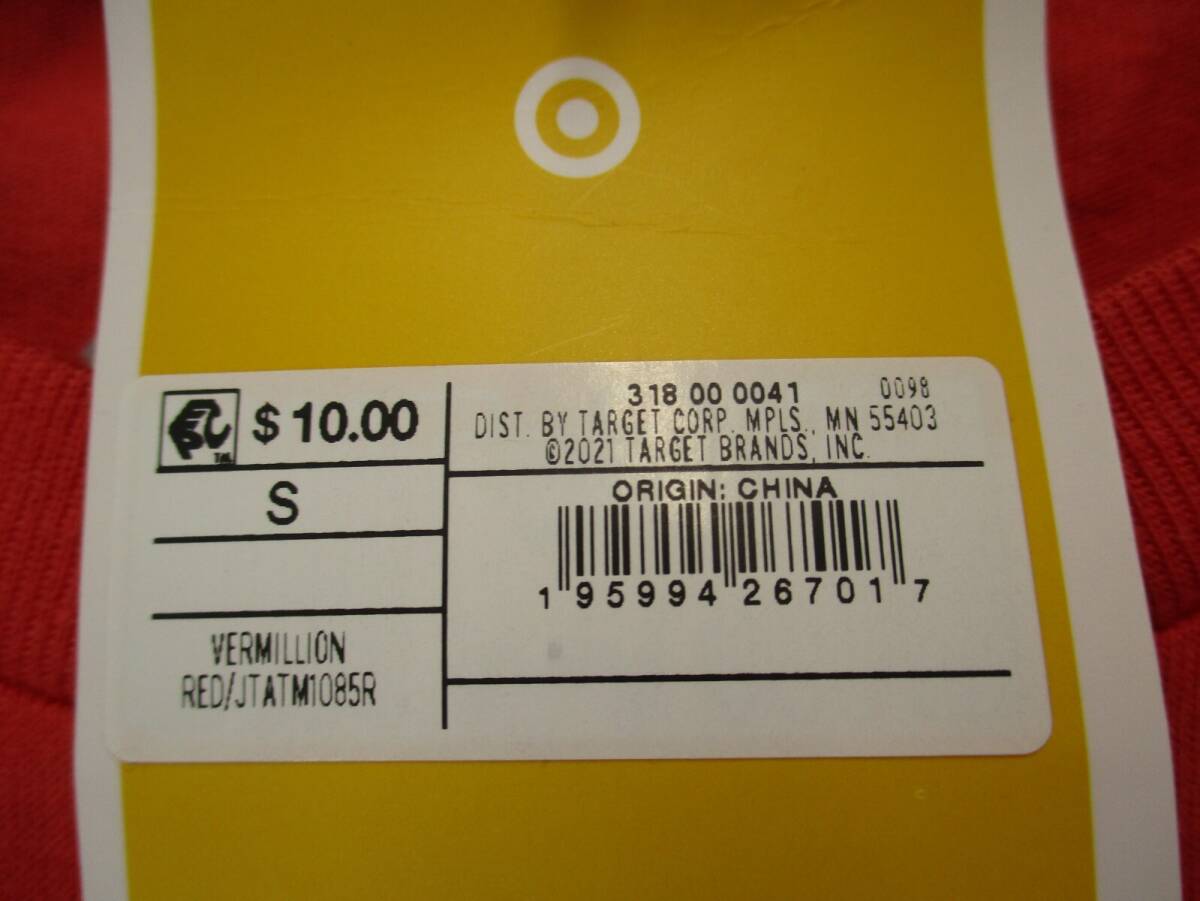 $ 10.00
S
VERMILLION
RED/JTATM1085R
318 00 0041 0098
DIST. BY TARGET CORP. MPLS., MN 55403
©2021 TARGET BRANDS, INC.
ORIGIN: CHINA
1 95994 26701 7